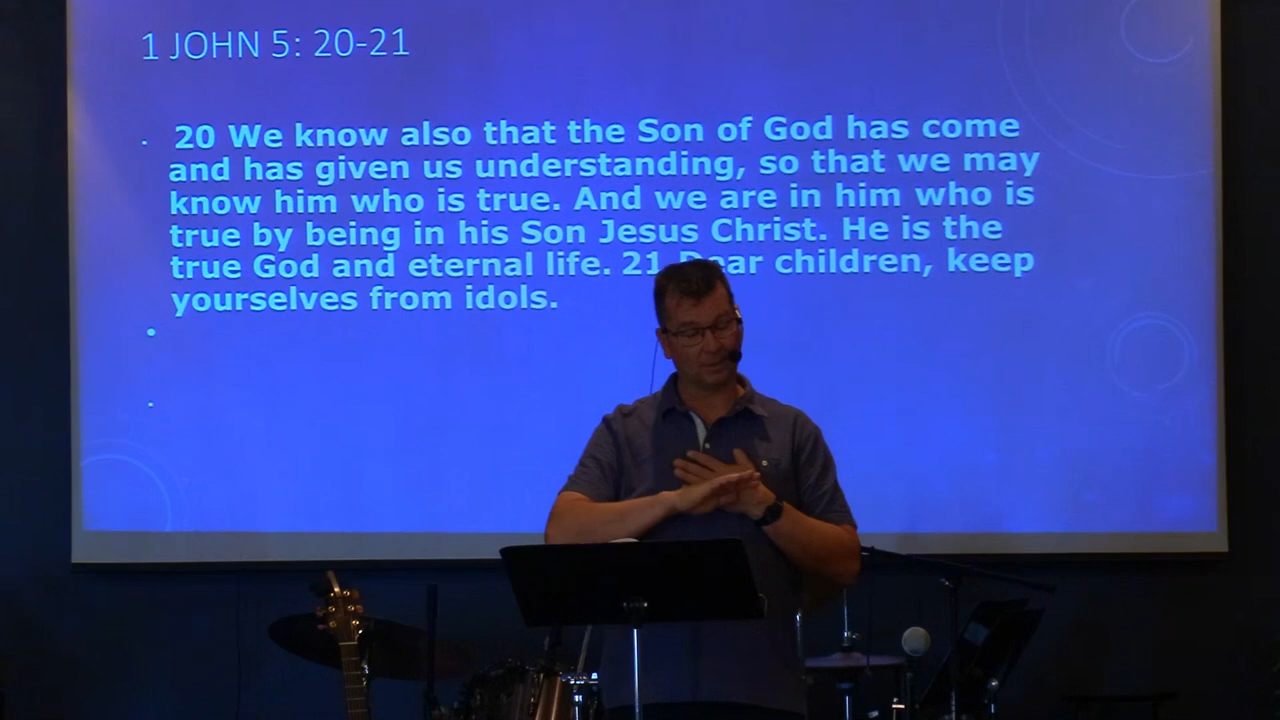 1 JOHN 5: 20-21
20 We know also that the Son of God has come
and has given us understanding, so that we may
know him who is true. And we are in him who is
true by being in his Son Jesus Christ. He is the
true God and eternal life. 21 Dear children, keep
yourselves from idols.